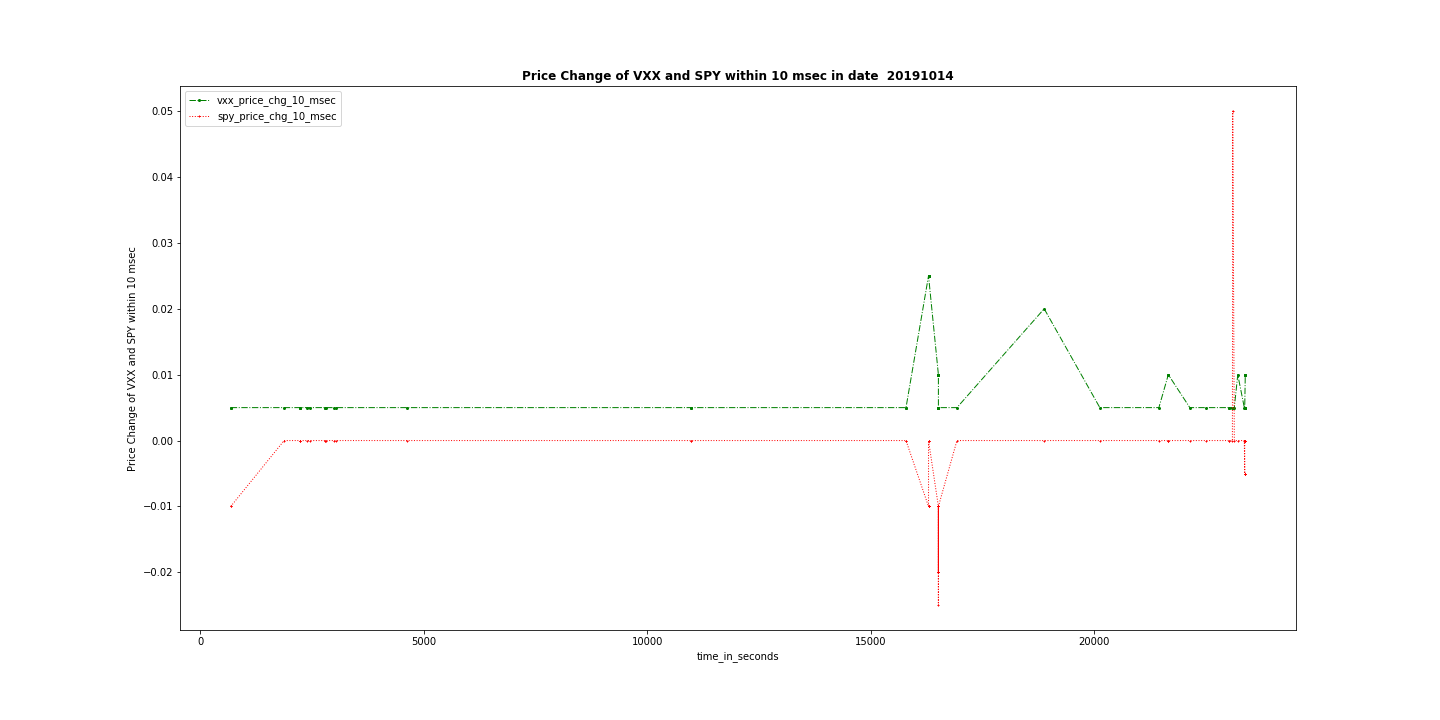 Price Change of VXX and SPY within 10 msec in date  20191014
vxx_price_chg_10_msec
spy_price_chg_10_msec
Price Change of VXX and SPY within 10 msec
0.05
0.04
0.03
0.02
0.01
0.00
−0.01
−0.02
0 5000 10000 15000 20000
time_in_seconds